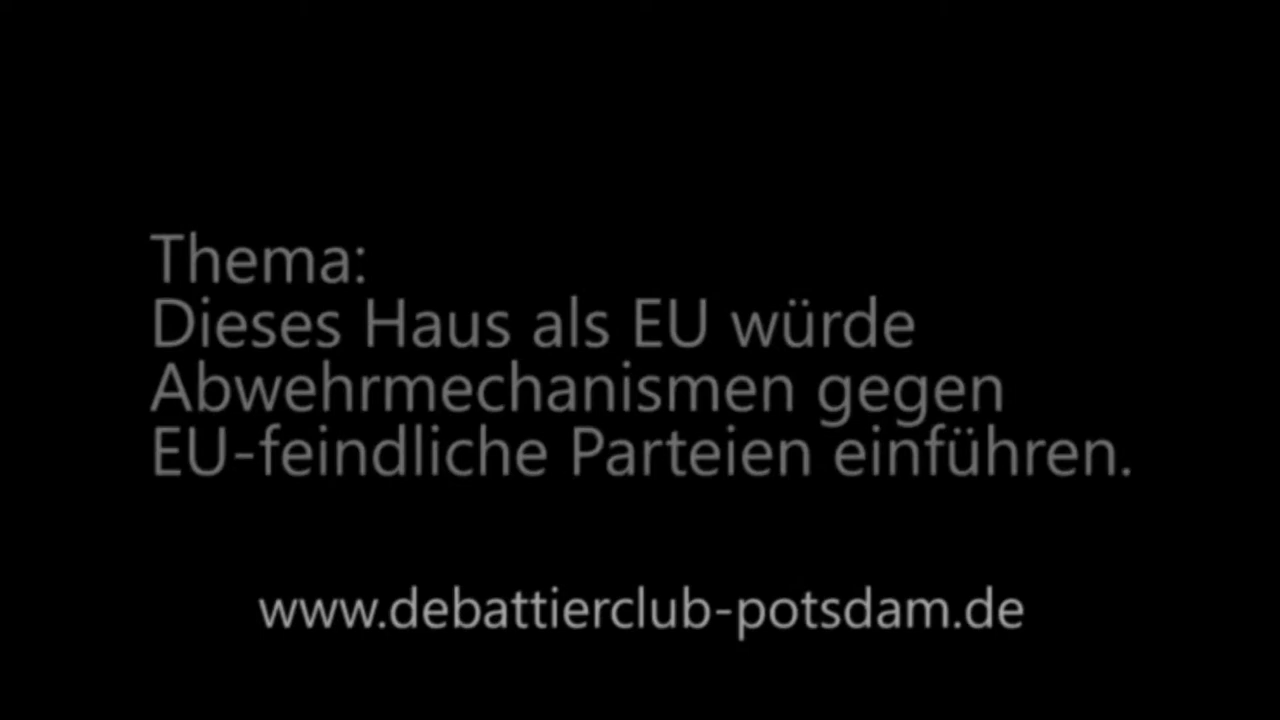 Thema:
Dieses Haus als EU würde
Abwehrmechanismen gegen
EU-feindliche Parteien einführen.
www.debattierclub-potsdam.de